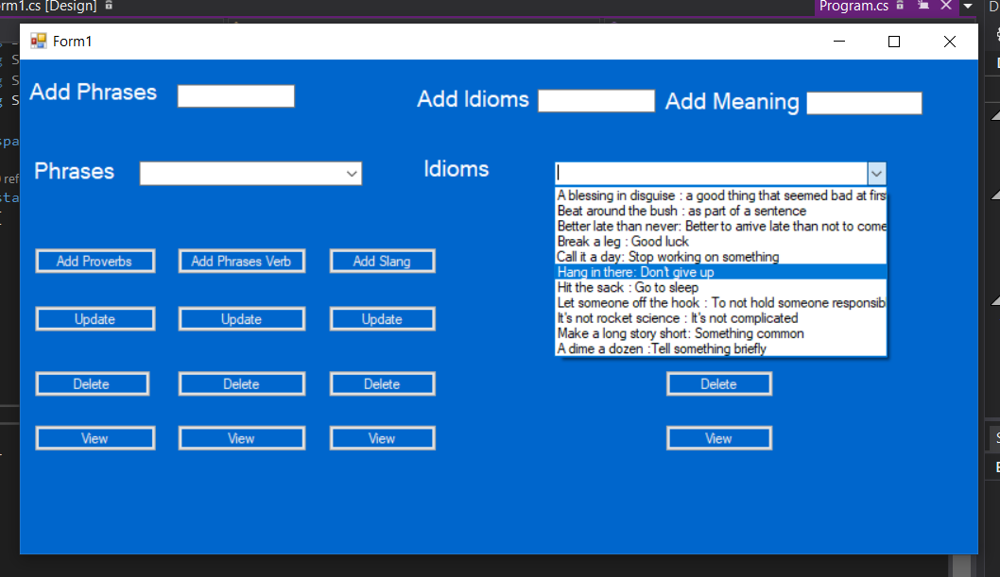 rm1.cs [Design]
Program.cs
Form1
Add Phrases
Add Idioms
Add Meaning
Phrases
Idioms
A blessing in disguise : a good thing that seemed bad at firs
Beat around the bush : as part of a sentence
Better late than never: Better to arrive late than not to come
Break a leg : Good luck
Call it a day: Stop working on something
Hang in there: Don't give up
Hit the sack : Go to sleep
Let someone off the hook : To not hold someone responsib
It's not rocket science : It's not complicated
Make a long story short: Something common
A dime a dozen :Tell something briefly
Add Proverbs
Add Phrases Verb
Add Slang
Update
Update
Update
Delete
Delete
Delete
Delete
View
View
View
View